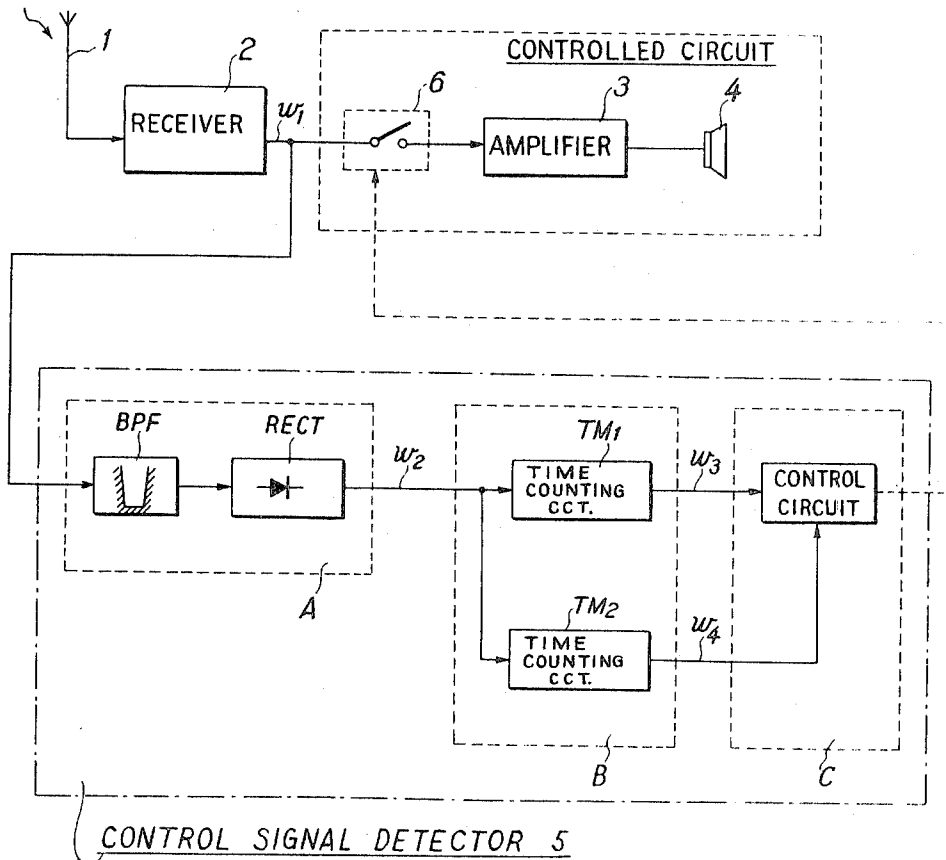 1
2
RECEIVER
w1
CONTROLLED CIRCUIT
6
3
AMPLIFIER
4
BPF
RECT
A
w2
TM1
TIME
COUNTING
CCT.
w3
TM2
TIME
COUNTING
CCT.
w4
B
CONTROL
CIRCUIT
C
CONTROL SIGNAL DETECTOR 5